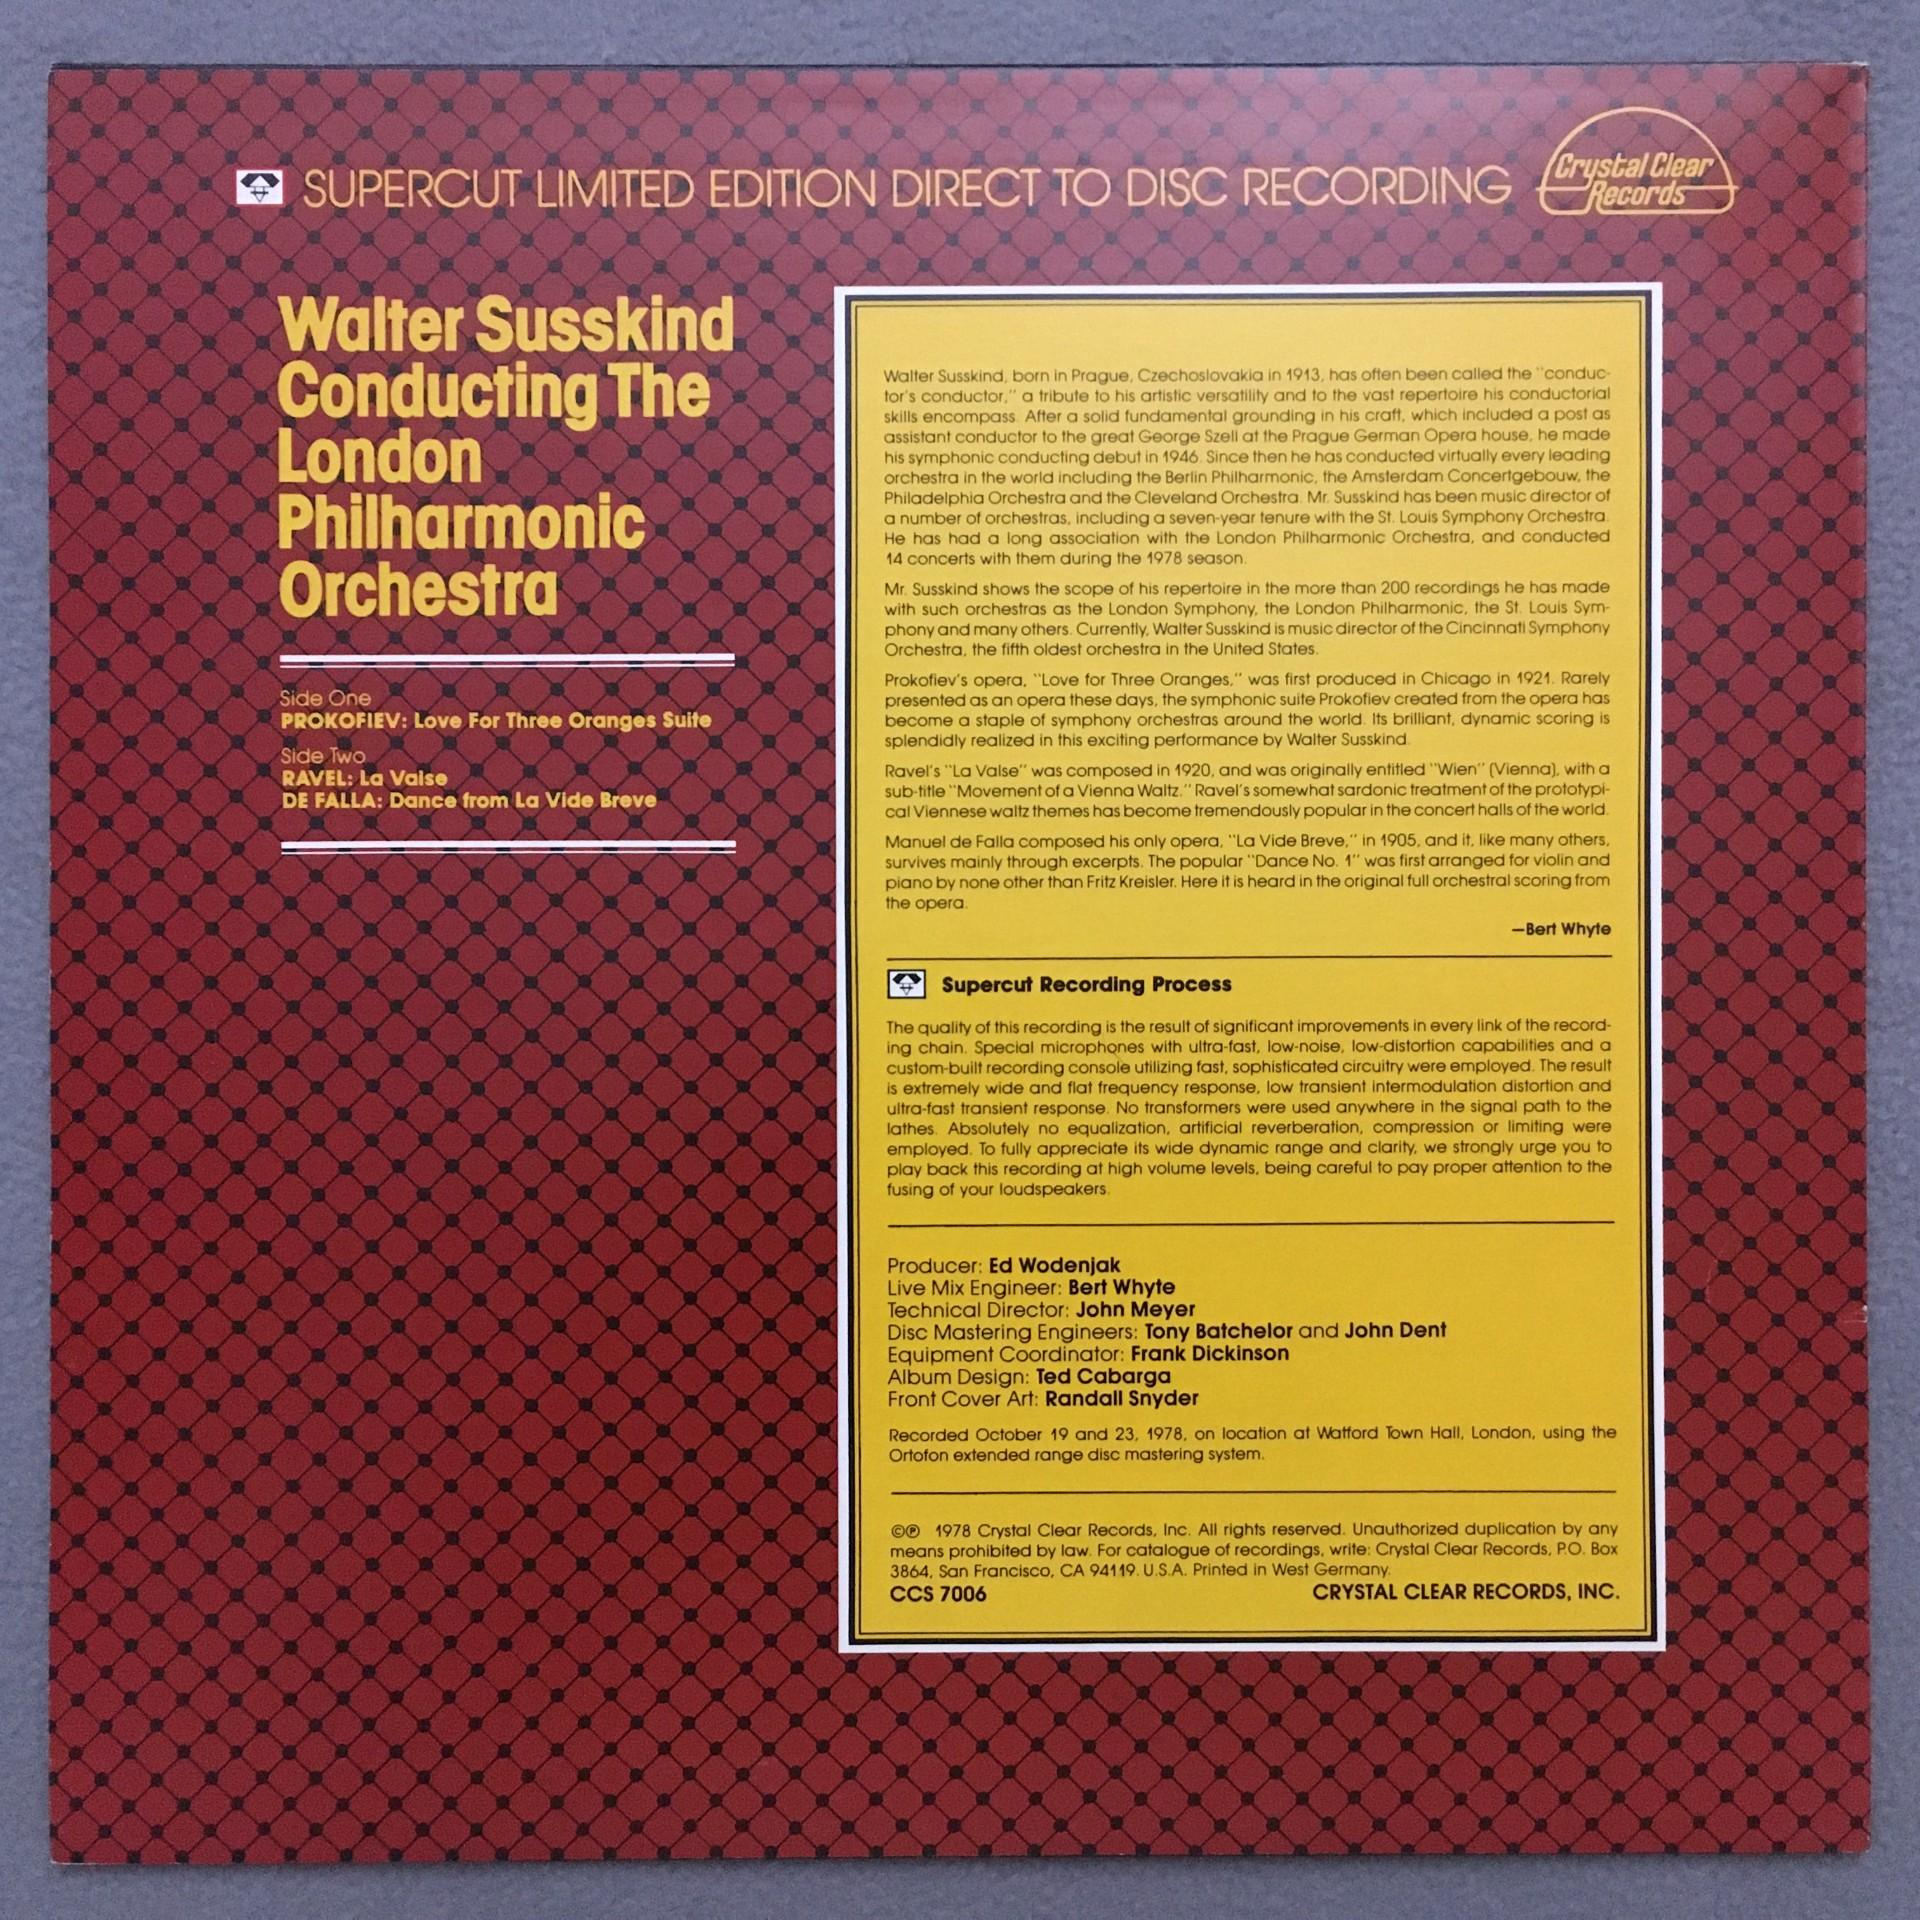 SUPERCUT LIMITED EDITION DIRECT TO DISC RECORDING
Crystal Clear
Records
Walter Susskind
Conducting The
London
Philharmonic
Orchestra
Side One
PROKOFIEV: Love For Three Oranges Suite
Side Two
RAVEL: La Valse
DE FALLA: Dance from La Vide Breve
Walter Susskind, born in Prague, Czechoslovakia in 1913, has often been called the "conduc-
tor's conductor," a tribute to his artistic versatility and to the vast repertoire his conductorial
skills encompass. After a solid fundamental grounding in his craft, which included a post as
assistant conductor to the great George Szell at the Prague German Opera house, he made
his symphonic conducting debut in 1946. Since then he has conducted virtually every leading
orchestra in the world including the Berlin Philharmonic, the Amsterdam Concertgebouw, the
Philadelphia Orchestra and the Cleveland Orchestra. Mr. Susskind has been music director of
a number of orchestras, including a seven-year tenure with the St. Louis Symphony Orchestra.
He has had a long association with the London Philharmonic Orchestra, and conducted
14 concerts with them during the 1978 season.
Mr. Susskind shows the scope of his repertoire in the more than 200 recordings he has made
with such orchestras as the London Symphony, the London Philharmonic, the St. Louis Sym-
phony and many others. Currently, Walter Susskind is music director of the Cincinnati Symphony
Orchestra, the fifth oldest orchestra in the United States.
Prokofiev's opera, "Love for Three Oranges," was first produced in Chicago in 1921. Rarely
presented as an opera these days, the symphonic suite Prokofiev created from the opera has
become a staple of symphony orchestras around the world. Its brilliant, dynamic scoring is
splendidly realized in this exciting performance by Walter Susskind.
Ravel's "La Valse" was composed in 1920, and was originally entitled "Wien" (Vienna), with a
sub-title "Movement of a Vienna Waltz." Ravel's somewhat sardonic treatment of the prototypi-
cal Viennese waltz themes has become tremendously popular in the concert halls of the world.
Manuel de Falla composed his only opera, "La Vide Breve," in 1905, and it, like many others,
survives mainly through excerpts. The popular "Dance No. 1" was first arranged for violin and
piano by none other than Fritz Kreisler. Here it is heard in the original full orchestral scoring from
the opera.
—Bert Whyte
Supercut Recording Process
The quality of this recording is the result of significant improvements in every link of the record-
ing chain. Special microphones with ultra-fast, low-noise, low-distortion capabilities and a
custom-built recording console utilizing fast, sophisticated circuitry were employed. The result
is extremely wide and flat frequency response, low transient intermodulation distortion and
ultra-fast transient response. No transformers were used anywhere in the signal path to the
lathes. Absolutely no equalization, artificial reverberation, compression or limiting were
employed. To fully appreciate its wide dynamic range and clarity, we strongly urge you to
play back this recording at high volume levels, being careful to pay proper attention to the
fusing of your loudspeakers.
Producer: Ed Wodenjak
Live Mix Engineer: Bert Whyte
Technical Director: John Meyer
Disc Mastering Engineers: Tony Batchelor and John Dent
Equipment Coordinator: Frank Dickinson
Album Design: Ted Cabarga
Front Cover Art: Randall Snyder
Recorded October 19 and 23, 1978, on location at Watford Town Hall, London, using the
Ortofon extended range disc mastering system.
©℗ 1978 Crystal Clear Records, Inc. All rights reserved. Unauthorized duplication by any
means prohibited by law. For catalogue of recordings, write: Crystal Clear Records, P.O. Box
3864, San Francisco, CA 94119. U.S.A. Printed in West Germany.
CCS 7006 CRYSTAL CLEAR RECORDS, INC.